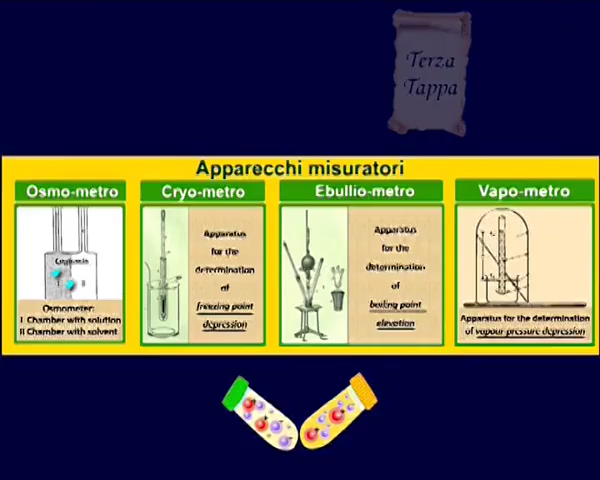 Terza
Tappa
Apparecchi misuratori
Osmo-metro
Cryo-metro
Ebullio-metro
Vapo-metro
Osmometer:
I Chamber with solution
II Chamber with solvent
Apparatus
for the
determination
of
freezing point
depression
Apparatus
for the
determination
of
boiling point
elevation
Apparatus for the determination
of vapour pressure depression